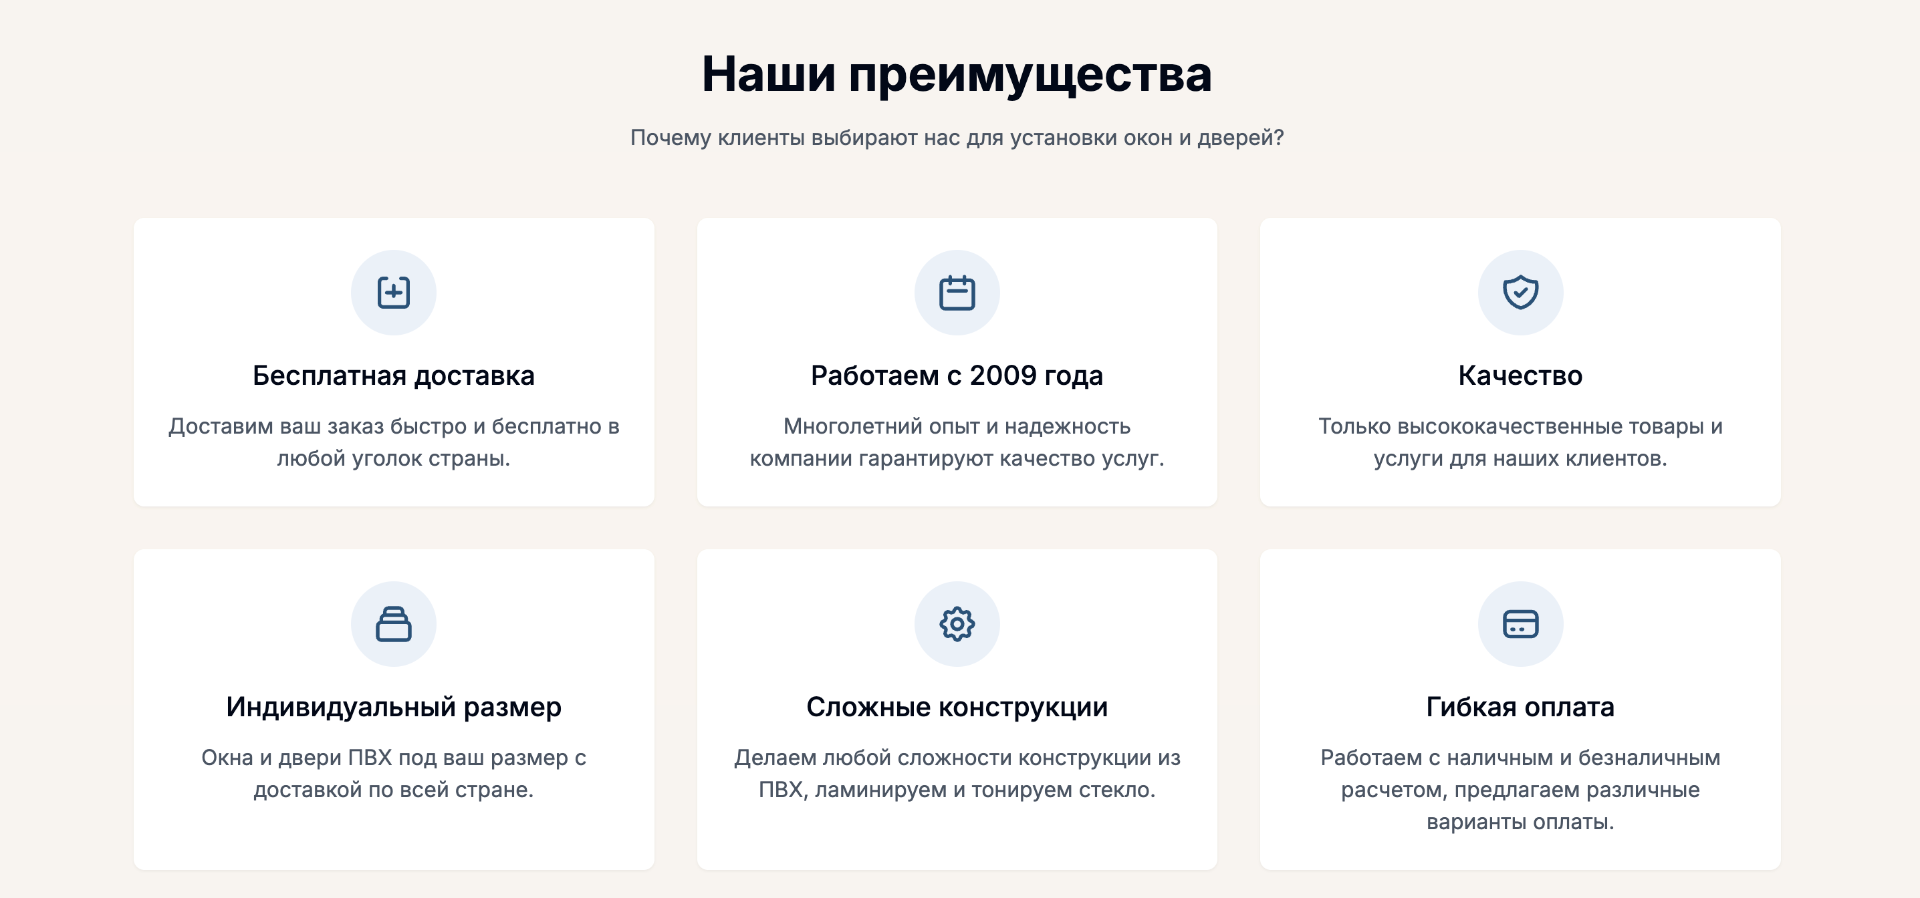 Наши преимущества
Почему клиенты выбирают нас для установки окон и дверей?
Бесплатная доставка
Доставим ваш заказ быстро и бесплатно в
любой уголок страны.
Работаем с 2009 года
Многолетний опыт и надежность
компании гарантируют качество услуг.
Качество
Только высококачественные товары и
услуги для наших клиентов.
Индивидуальный размер
Окна и двери ПВХ под ваш размер с
доставкой по всей стране.
Сложные конструкции
Делаем любой сложности конструкции из
ПВХ, ламинируем и тонируем стекло.
Гибкая оплата
Работаем с наличным и безналичным
расчетом, предлагаем различные
варианты оплаты.